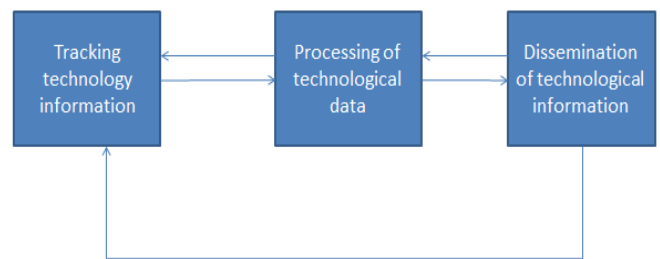 Tracking
technology
information
Processing of
technological
data
Dissemination
of technological
information